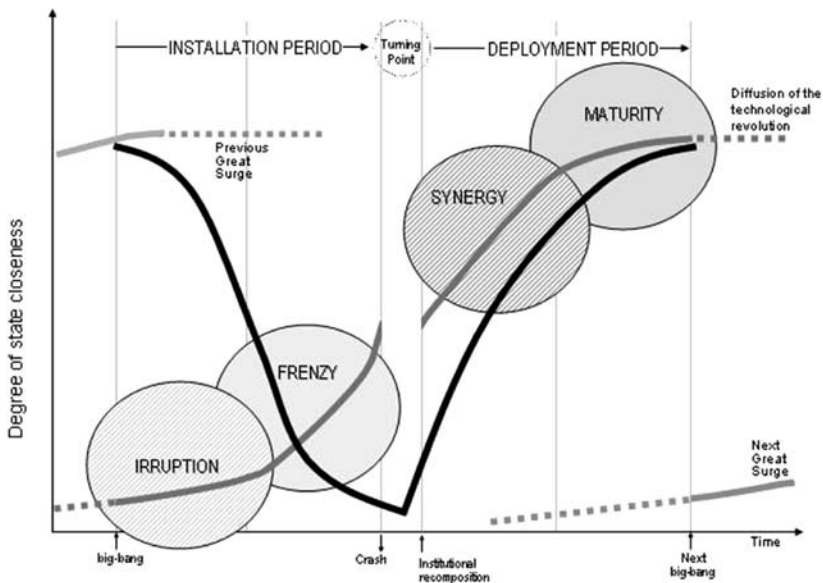 INSTALLATION PERIOD
Turning
Point
DEPLOYMENT PERIOD
Previous
Great
Surge
MATURITY
Diffusion of the
technological
revolution
SYNERGY
FRENZY
IRRUPTION
Next
Great
Surge
Degree of state closeness
Time
big-bang
Crash
Institutional
recomposition
Next
big-bang